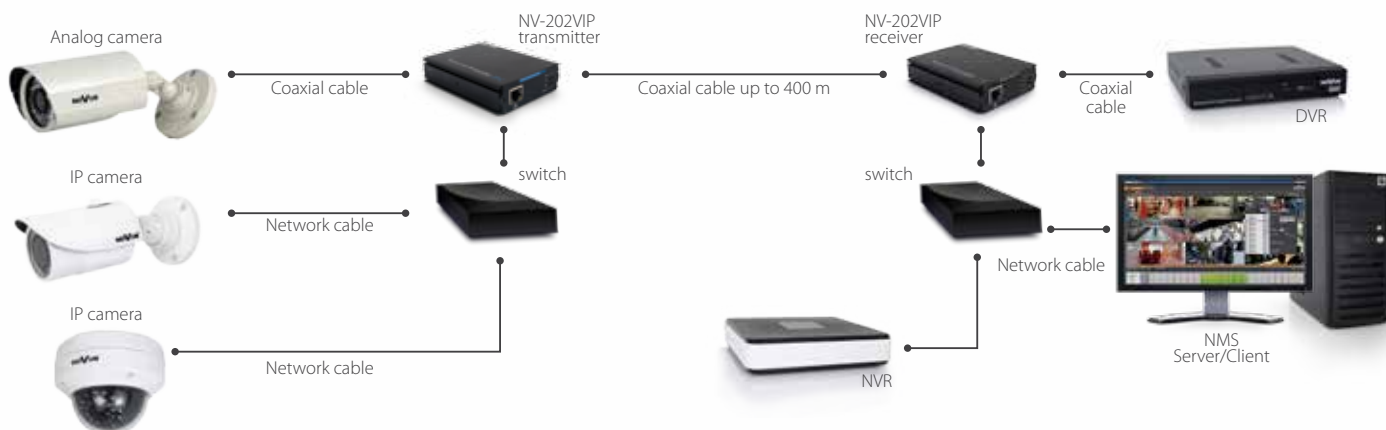 NV-202VIP
transmitter
NV-202VIP
receiver
Analog camera
Coaxial cable
Coaxial cable up to 400 m
Coaxial
cable
DVR
IP camera
switch
switch
Network cable
Network cable
IP camera
Network cable
NVR
NMS
Server/Client